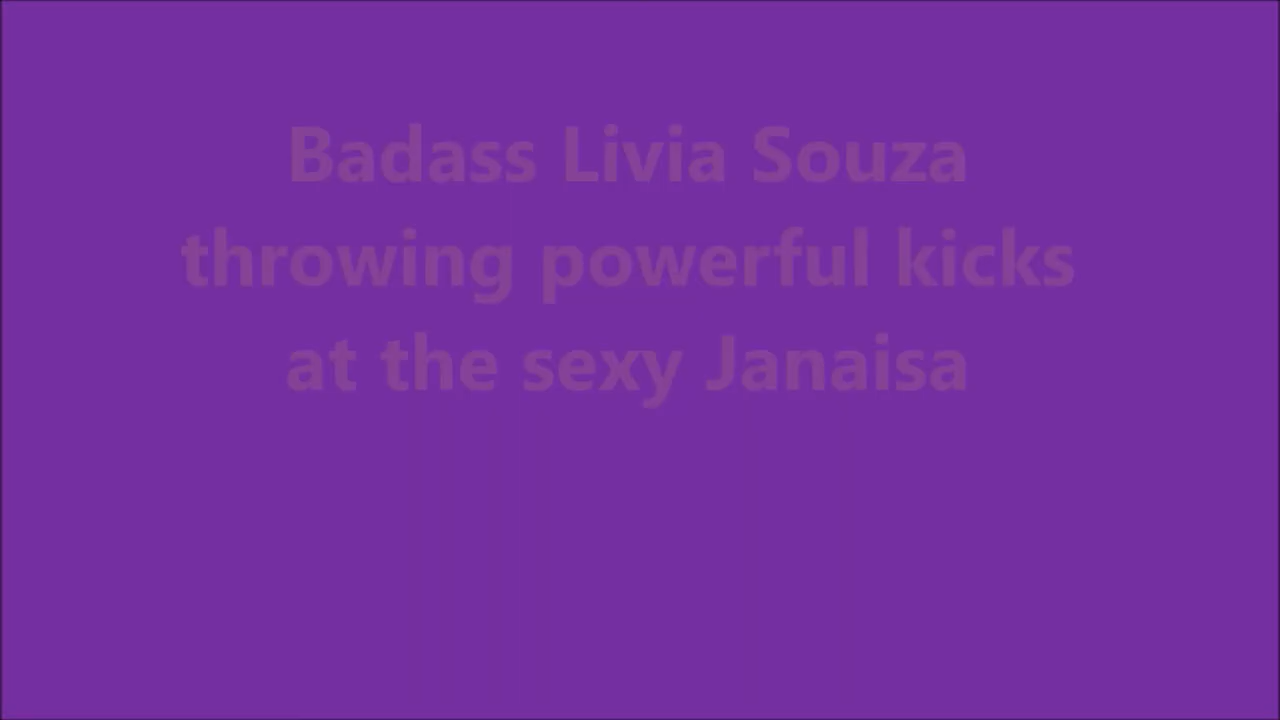 Badass Livia Souza
throwing powerful kicks
at the sexy Janaisa